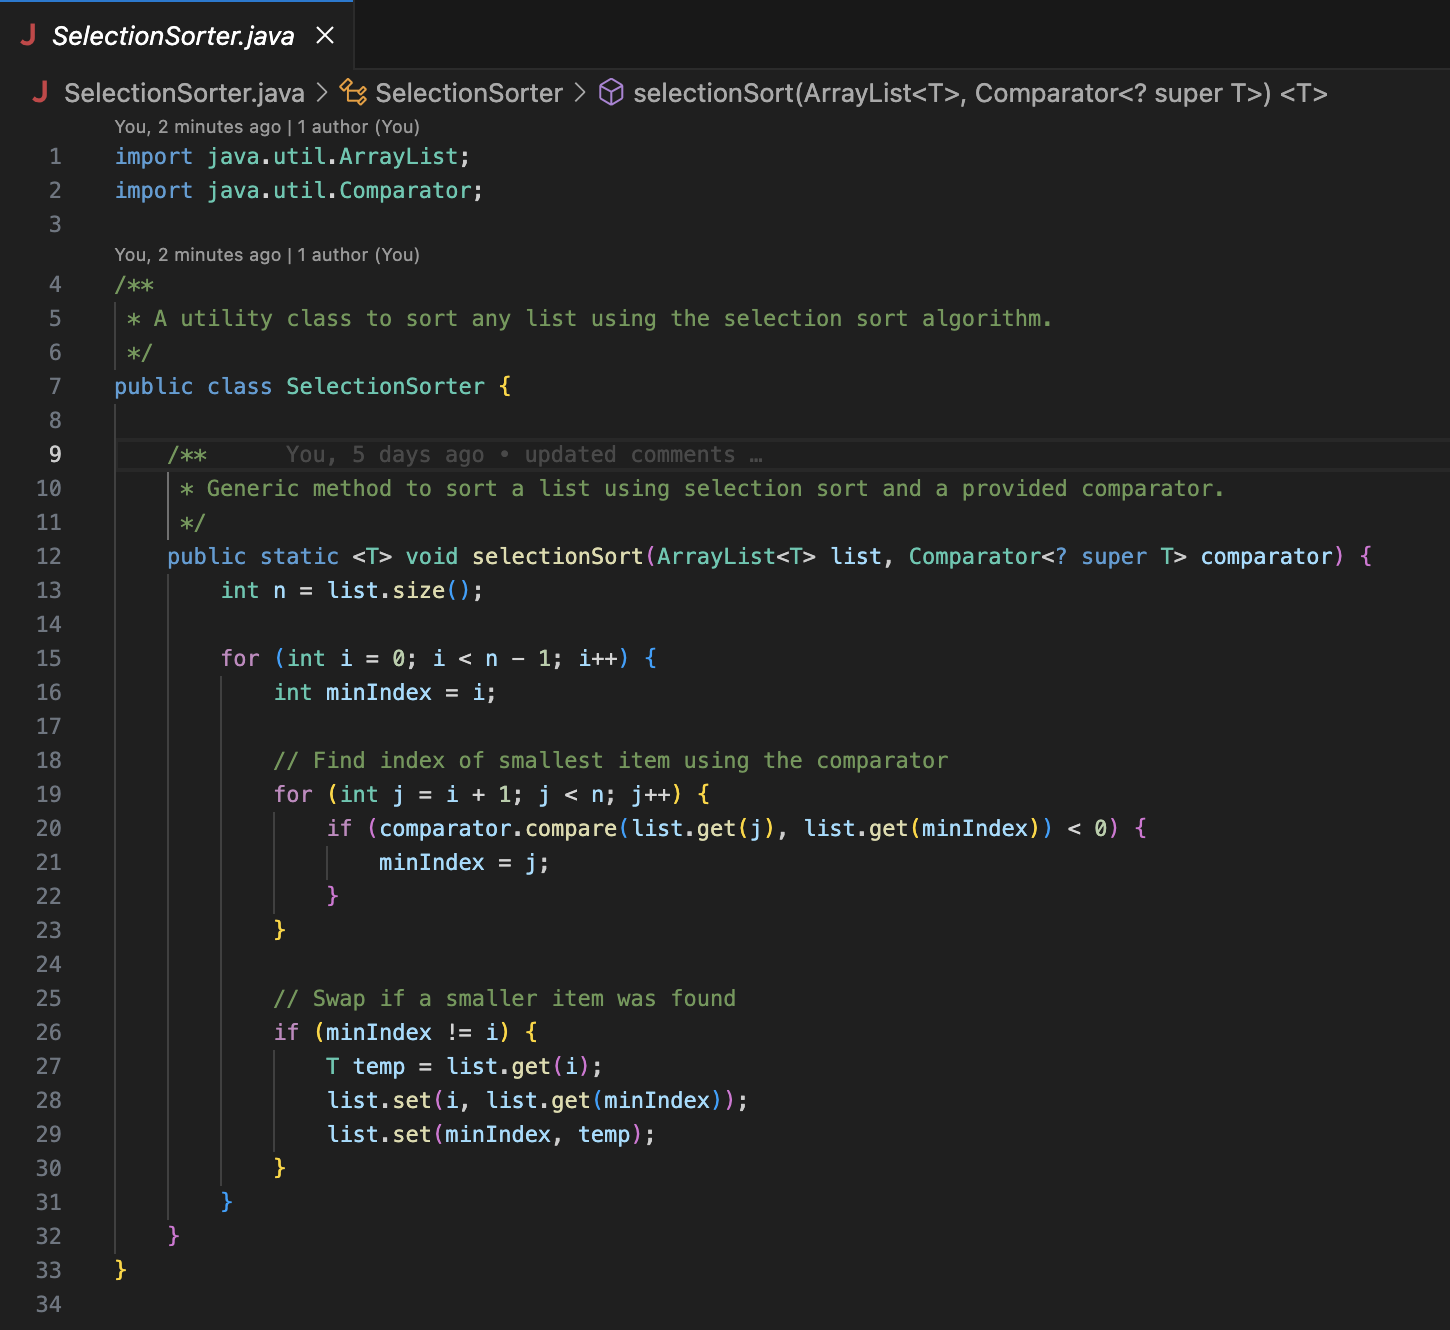 J SelectionSorter.java ×
J SelectionSorter.java > SelectionSorter > selectionSort(ArrayList<T>, Comparator<? super T>) <T>
You, 2 minutes ago | 1 author (You)
1 import java.util.ArrayList;
2 import java.util.Comparator;
3
You, 2 minutes ago | 1 author (You)
4 /**
5  * A utility class to sort any list using the selection sort algorithm.
6  */
7 public class SelectionSorter {
8
9     /**      You, 5 days ago • updated comments …
10      * Generic method to sort a list using selection sort and a provided comparator.
11      */
12     public static <T> void selectionSort(ArrayList<T> list, Comparator<? super T> comparator) {
13         int n = list.size();
14
15         for (int i = 0; i < n - 1; i++) {
16             int minIndex = i;
17
18             // Find index of smallest item using the comparator
19             for (int j = i + 1; j < n; j++) {
20                 if (comparator.compare(list.get(j), list.get(minIndex)) < 0) {
21                     minIndex = j;
22                 }
23             }
24
25             // Swap if a smaller item was found
26             if (minIndex != i) {
27                 T temp = list.get(i);
28                 list.set(i, list.get(minIndex));
29                 list.set(minIndex, temp);
30             }
31         }
32     }
33 }
34